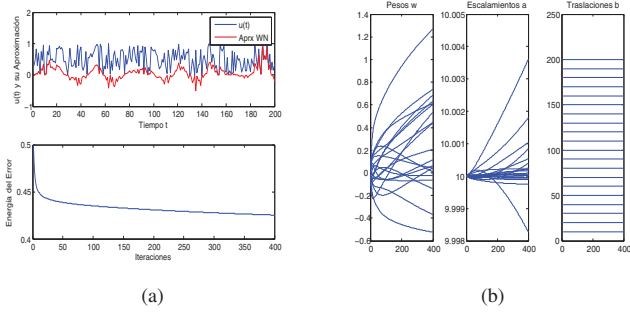 u(t) y su Aproximación
2
1
0
-1
0 20 40 60 80 100 120 140 160 180 200
Tiempo t
u(t)
Aprx WN
Energía del Error
0.5
0.45
0.4
0 50 100 150 200 250 300 350 400
Iteraciones
(a)
Pesos w
1.4
1.2
1
0.8
0.6
0.4
0.2
0
-0.2
-0.4
-0.6
0 200 400
Escalamientos a
10.005
10.004
10.003
10.002
10.001
10
9.999
9.998
0 200 400
Traslaciones b
250
200
150
100
50
0
0 200 400
(b)